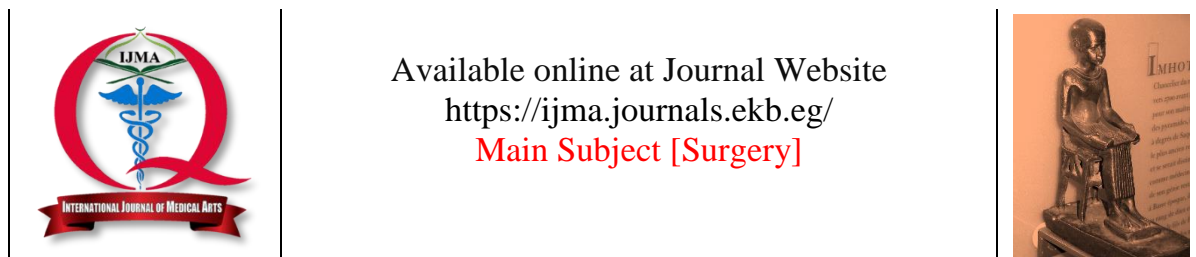 IJMA
INTERNATIONAL JOURNAL OF MEDICAL ARTS
Available online at Journal Website
https://ijma.journals.ekb.eg/
Main Subject [Surgery]
IMHOT